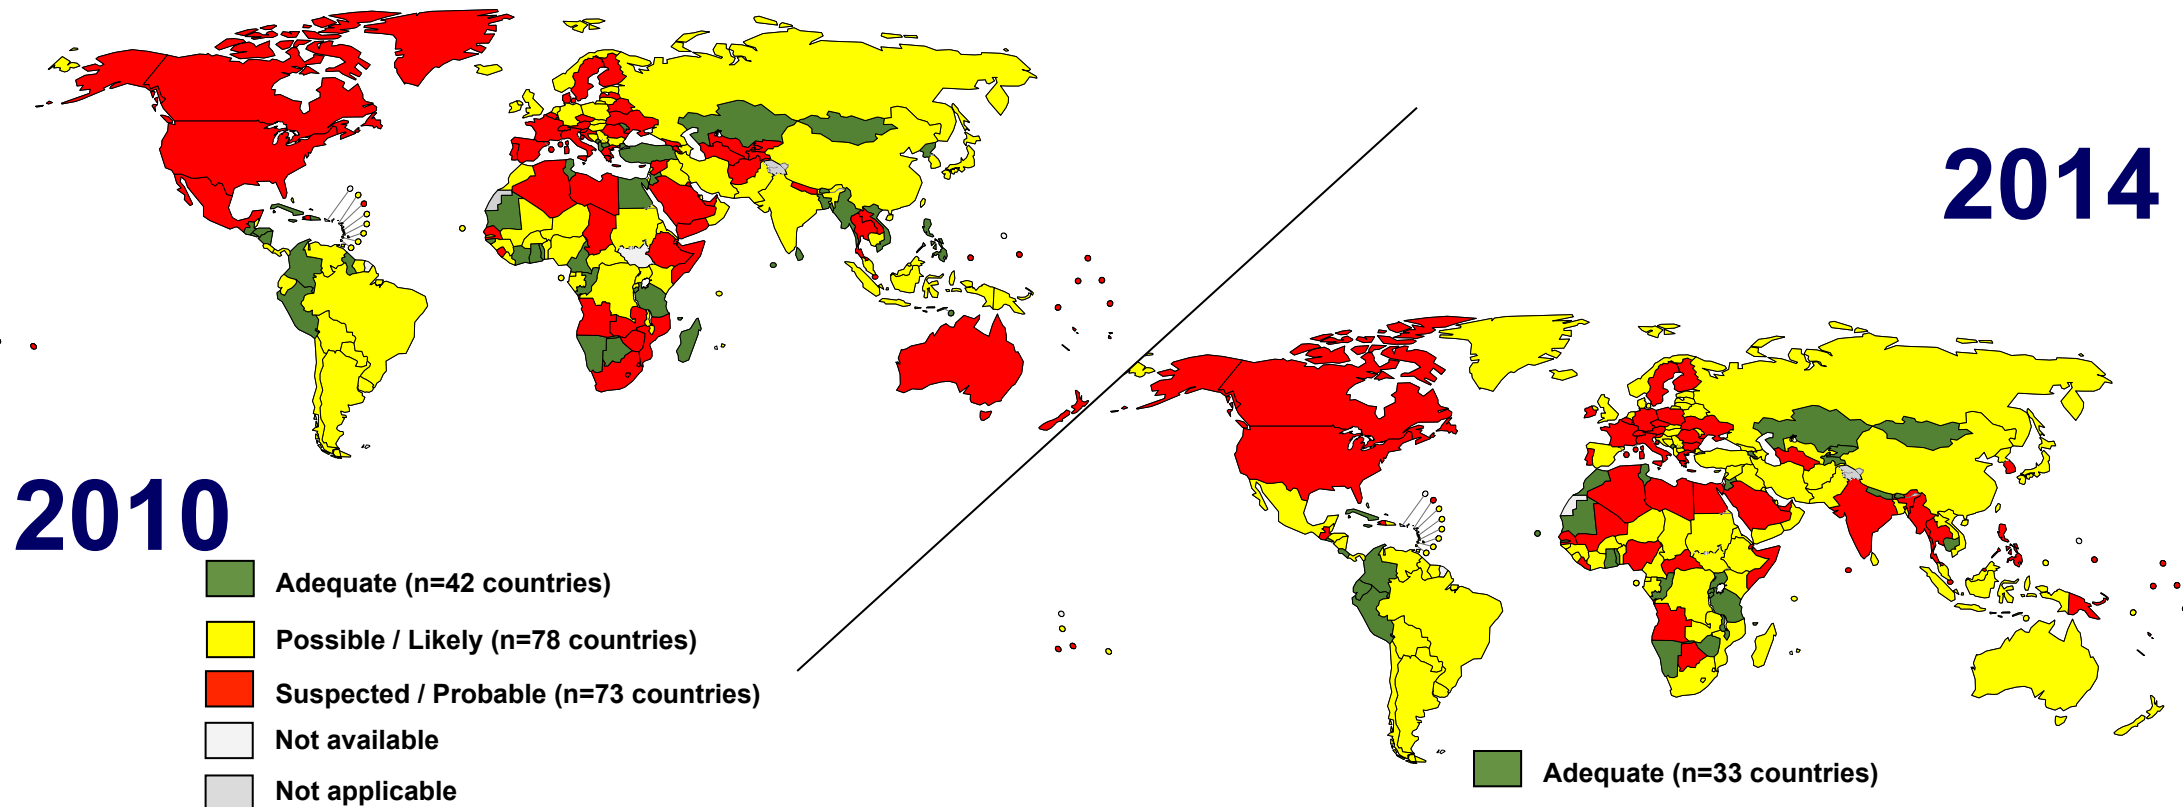 2014
2010
Adequate (n=42 countries)
Possible / Likely (n=78 countries)
Suspected / Probable (n=73 countries)
Not available
Not applicable
Adequate (n=33 countries)